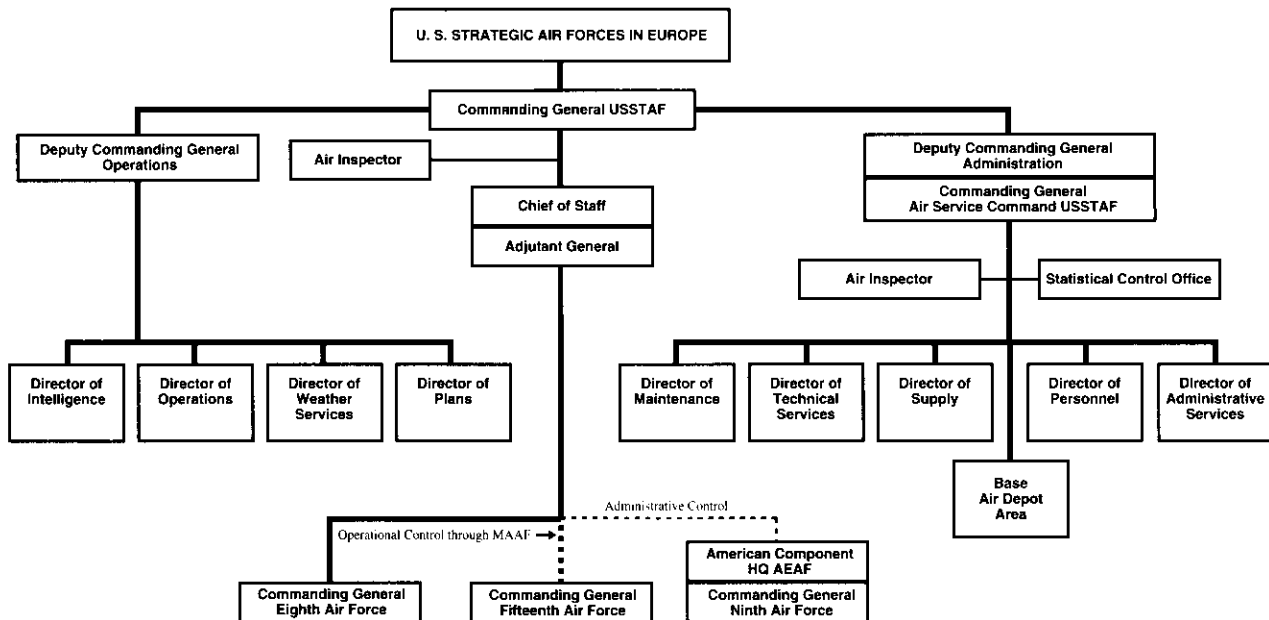 U. S. STRATEGIC AIR FORCES IN EUROPE
Commanding General USSTAF
Deputy Commanding General
Operations
Air Inspector
Deputy Commanding General
Administration
Commanding General
Air Service Command USSTAF
Chief of Staff
Adjutant General
Air Inspector
Statistical Control Office
Director of
Intelligence
Director of
Operations
Director of
Weather
Services
Director of
Plans
Director of
Maintenance
Director of
Technical
Services
Director of
Supply
Director of
Personnel
Director of
Administrative
Services
Base
Air Depot
Area
Administrative Control
Operational Control through MAAF
American Component
HQ AEAF
Commanding General
Eighth Air Force
Commanding General
Fifteenth Air Force
Commanding General
Ninth Air Force